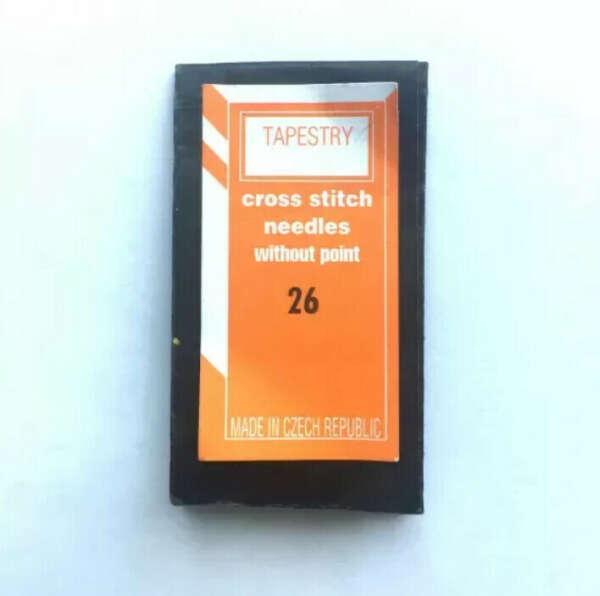 TAPESTRY
cross stitch
needles
without point
26
MADE IN CZECH REPUBLIC